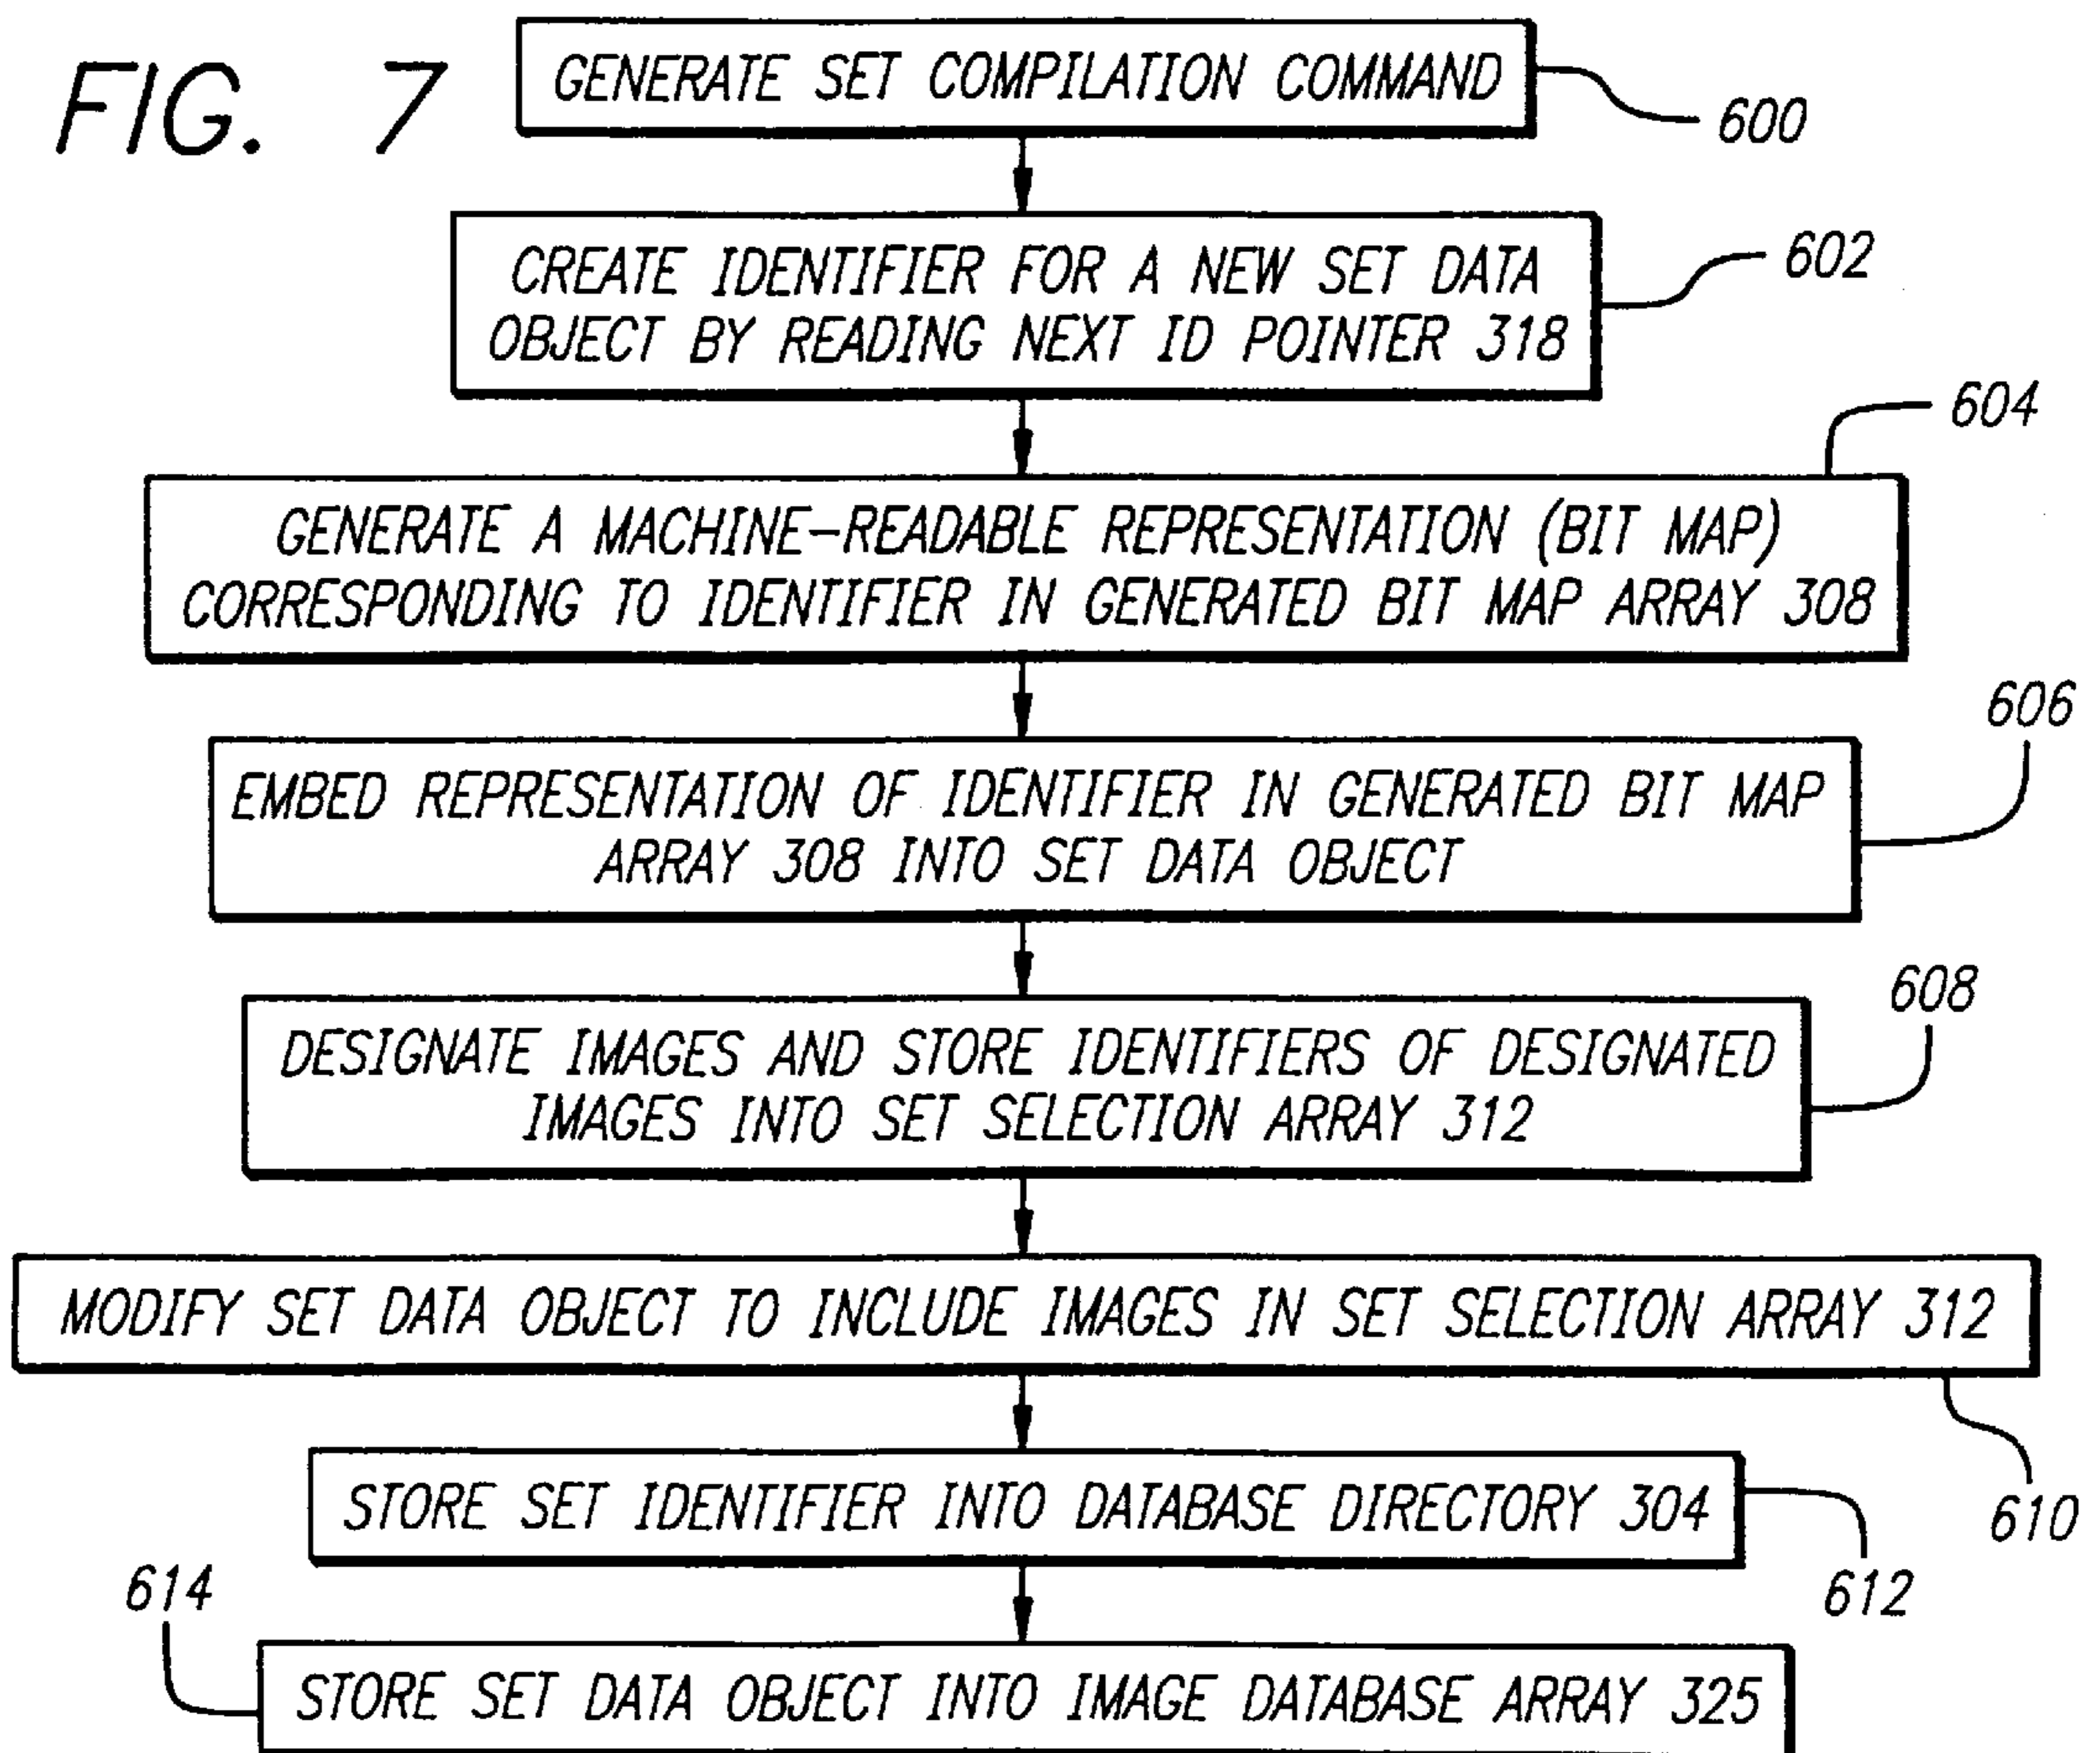 FIG. 7
GENERATE SET COMPILATION COMMAND
600
CREATE IDENTIFIER FOR A NEW SET DATA
OBJECT BY READING NEXT ID POINTER 318
602
604
GENERATE A MACHINE-READABLE REPRESENTATION (BIT MAP)
CORRESPONDING TO IDENTIFIER IN GENERATED BIT MAP ARRAY 308
606
EMBED REPRESENTATION OF IDENTIFIER IN GENERATED BIT MAP
ARRAY 308 INTO SET DATA OBJECT
608
DESIGNATE IMAGES AND STORE IDENTIFIERS OF DESIGNATED
IMAGES INTO SET SELECTION ARRAY 312
MODIFY SET DATA OBJECT TO INCLUDE IMAGES IN SET SELECTION ARRAY 312
610
STORE SET IDENTIFIER INTO DATABASE DIRECTORY 304
612
614
STORE SET DATA OBJECT INTO IMAGE DATABASE ARRAY 325